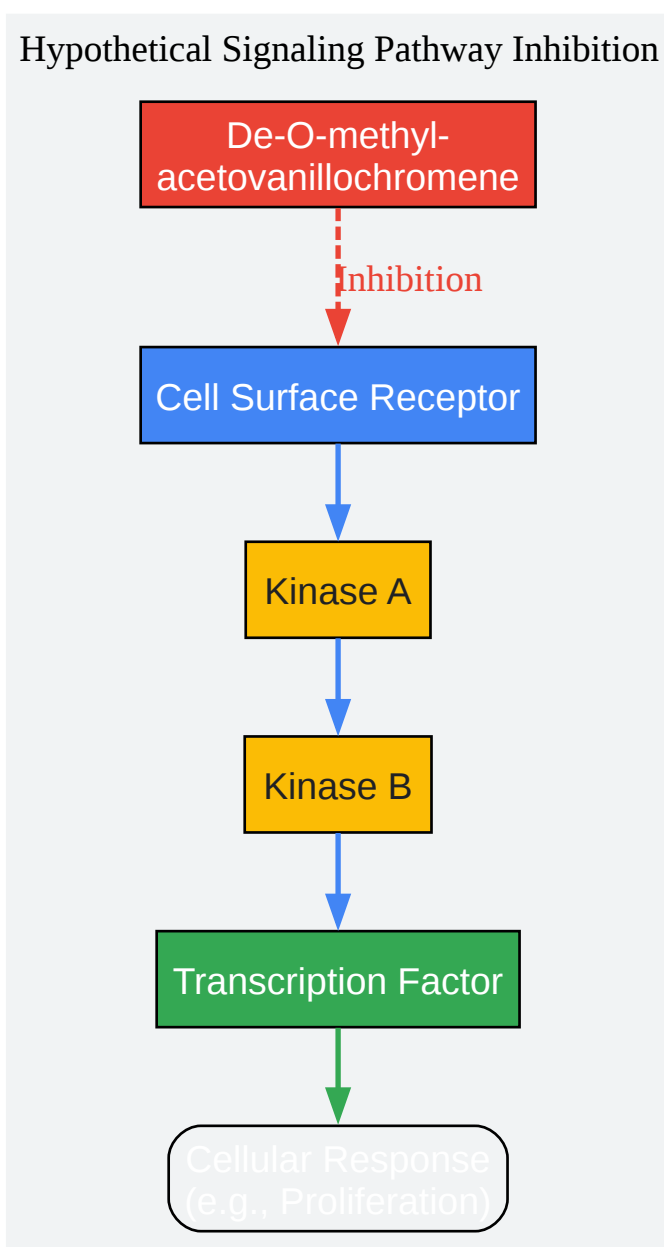 Hypothetical Signaling Pathway Inhibition
De-O-methyl-
acetovanillochromene
Inhibition
Cell Surface Receptor
Kinase A
Kinase B
Transcription Factor
Cellular Response
(e.g., Proliferation)